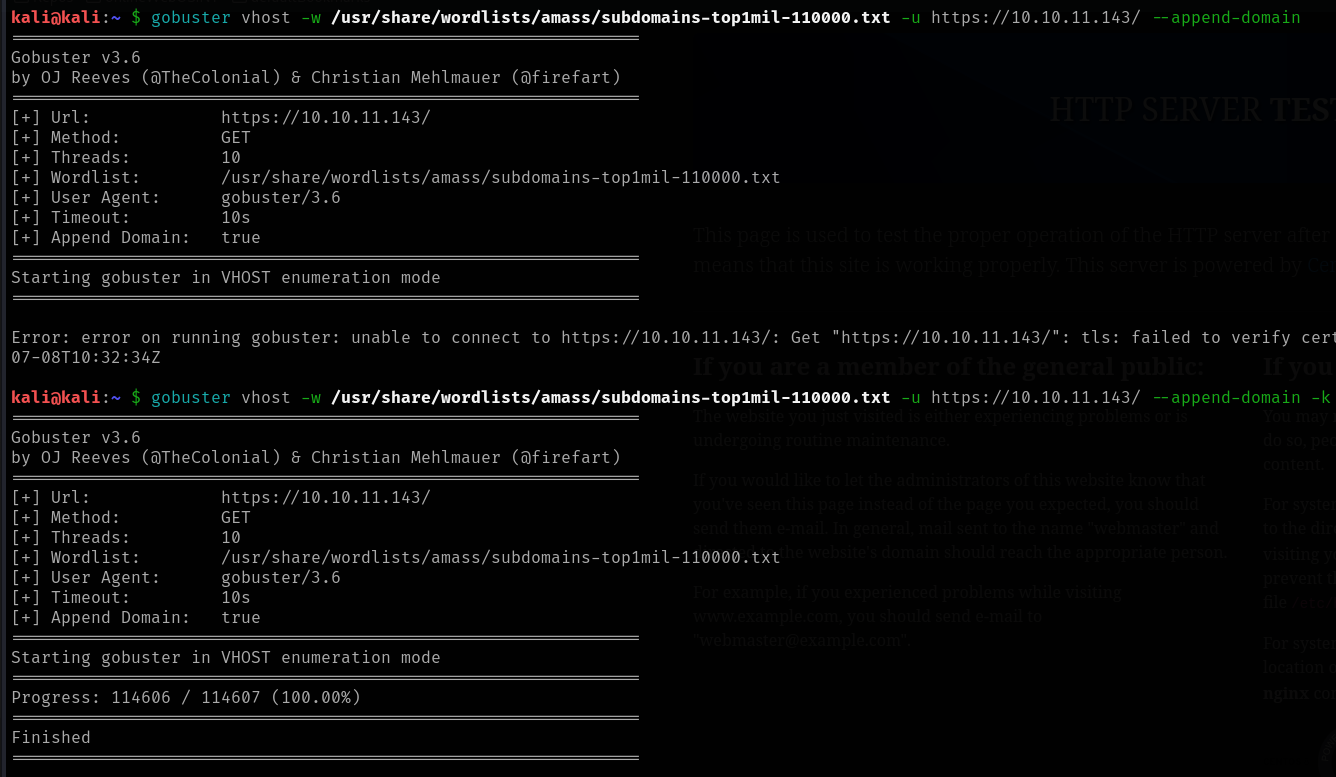 kali@kali:~ $ gobuster vhost -w /usr/share/wordlists/amass/subdomains-top1mil-110000.txt -u https://10.10.11.143/ --append-domain
===============================================================
Gobuster v3.6
by OJ Reeves (@TheColonial) & Christian Mehlmauer (@firefart)
===============================================================
[+] Url:             https://10.10.11.143/
[+] Method:          GET
[+] Threads:         10
[+] Wordlist:        /usr/share/wordlists/amass/subdomains-top1mil-110000.txt
[+] User Agent:      gobuster/3.6
[+] Timeout:         10s
[+] Append Domain:   true
===============================================================
Starting gobuster in VHOST enumeration mode
===============================================================
Error: error on running gobuster: unable to connect to https://10.10.11.143/: Get "https://10.10.11.143/": tls: failed to verify cert
07-08T10:32:34Z
kali@kali:~ $ gobuster vhost -w /usr/share/wordlists/amass/subdomains-top1mil-110000.txt -u https://10.10.11.143/ --append-domain -k
===============================================================
Gobuster v3.6
by OJ Reeves (@TheColonial) & Christian Mehlmauer (@firefart)
===============================================================
[+] Url:             https://10.10.11.143/
[+] Method:          GET
[+] Threads:         10
[+] Wordlist:        /usr/share/wordlists/amass/subdomains-top1mil-110000.txt
[+] User Agent:      gobuster/3.6
[+] Timeout:         10s
[+] Append Domain:   true
===============================================================
Starting gobuster in VHOST enumeration mode
===============================================================
Progress: 114606 / 114607 (100.00%)
===============================================================
Finished
===============================================================
HTTP SERVER TES
This page is used to test the proper operation of the HTTP server after
means that this site is working properly. This server is powered by
If you are a member of the general public:
The website you just visited is either experiencing problems or is
undergoing routine maintenance.
If you would like to let the administrators of this website know that
you've seen this page instead of the page you expected, you should
send them e-mail. In general, mail sent to the name "webmaster" and
the website's domain should reach the appropriate person.
For example, if you experienced problems while visiting
www.example.com, you should send e-mail to
"webmaster@example.com".
If you
You may
do so, peo
content.
For syste
to the dir
visiting y
prevent t
file /etc/
For syste
location
nginx co